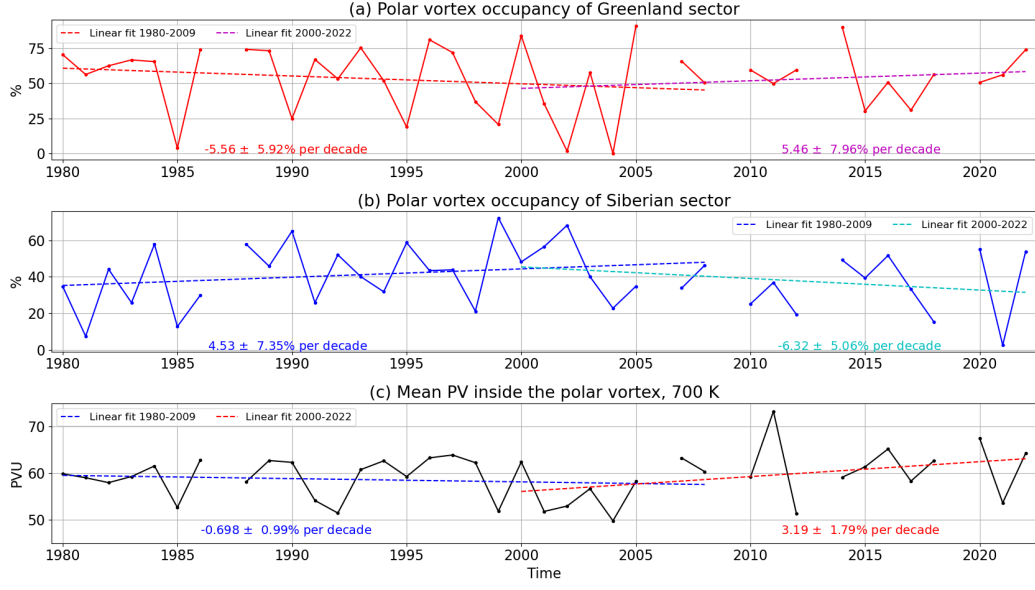 (a) Polar vortex occupancy of Greenland sector
Linear fit 1980-2009 Linear fit 2000-2022
75
50
25
0
%
-5.56 ± 5.92% per decade 5.46 ± 7.96% per decade
1980 1985 1990 1995 2000 2005 2010 2015 2020
(b) Polar vortex occupancy of Siberian sector
Linear fit 1980-2009 Linear fit 2000-2022
60
40
20
0
%
4.53 ± 7.35% per decade -6.32 ± 5.06% per decade
1980 1985 1990 1995 2000 2005 2010 2015 2020
(c) Mean PV inside the polar vortex, 700 K
Linear fit 1980-2009 Linear fit 2000-2022
70
60
50
PVU
-0.698 ± 0.99% per decade 3.19 ± 1.79% per decade
1980 1985 1990 1995 2000 2005 2010 2015 2020
Time